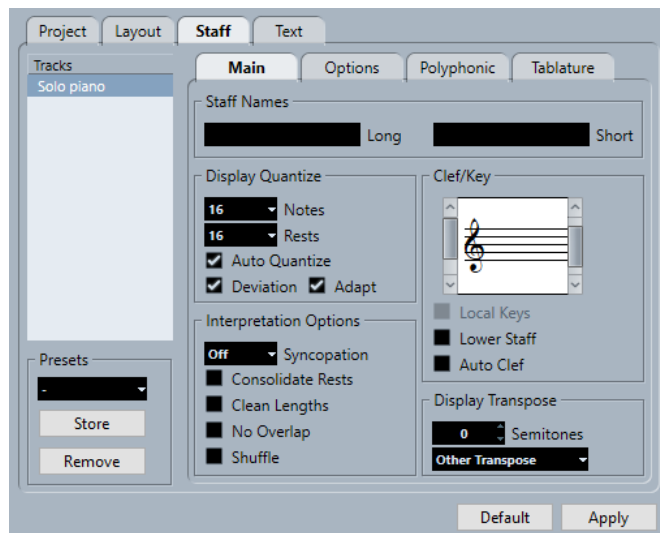 Project Layout Staff Text
Tracks
Solo piano
Main Options Polyphonic Tablature
Staff Names
Long Short
Display Quantize
16 Notes
16 Rests
Auto Quantize
Deviation Adapt
Interpretation Options
Off Syncopation
Consolidate Rests
Clean Lengths
No Overlap
Shuffle
Clef/Key
Local Keys
Lower Staff
Auto Clef
Display Transpose
0 Semitones
Other Transpose
Presets
-
Store
Remove
Default Apply